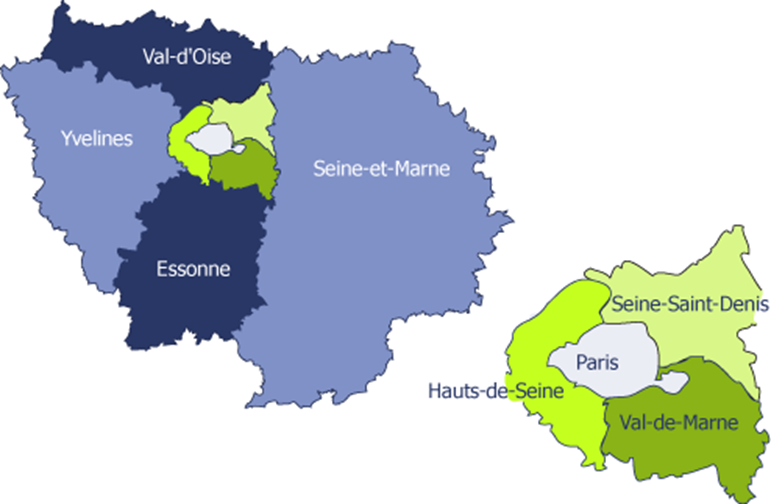 Val-d'Oise
Yvelines
Seine-et-Marne
Essonne
Seine-Saint-Denis
Paris
Hauts-de-Seine
Val-de-Marne